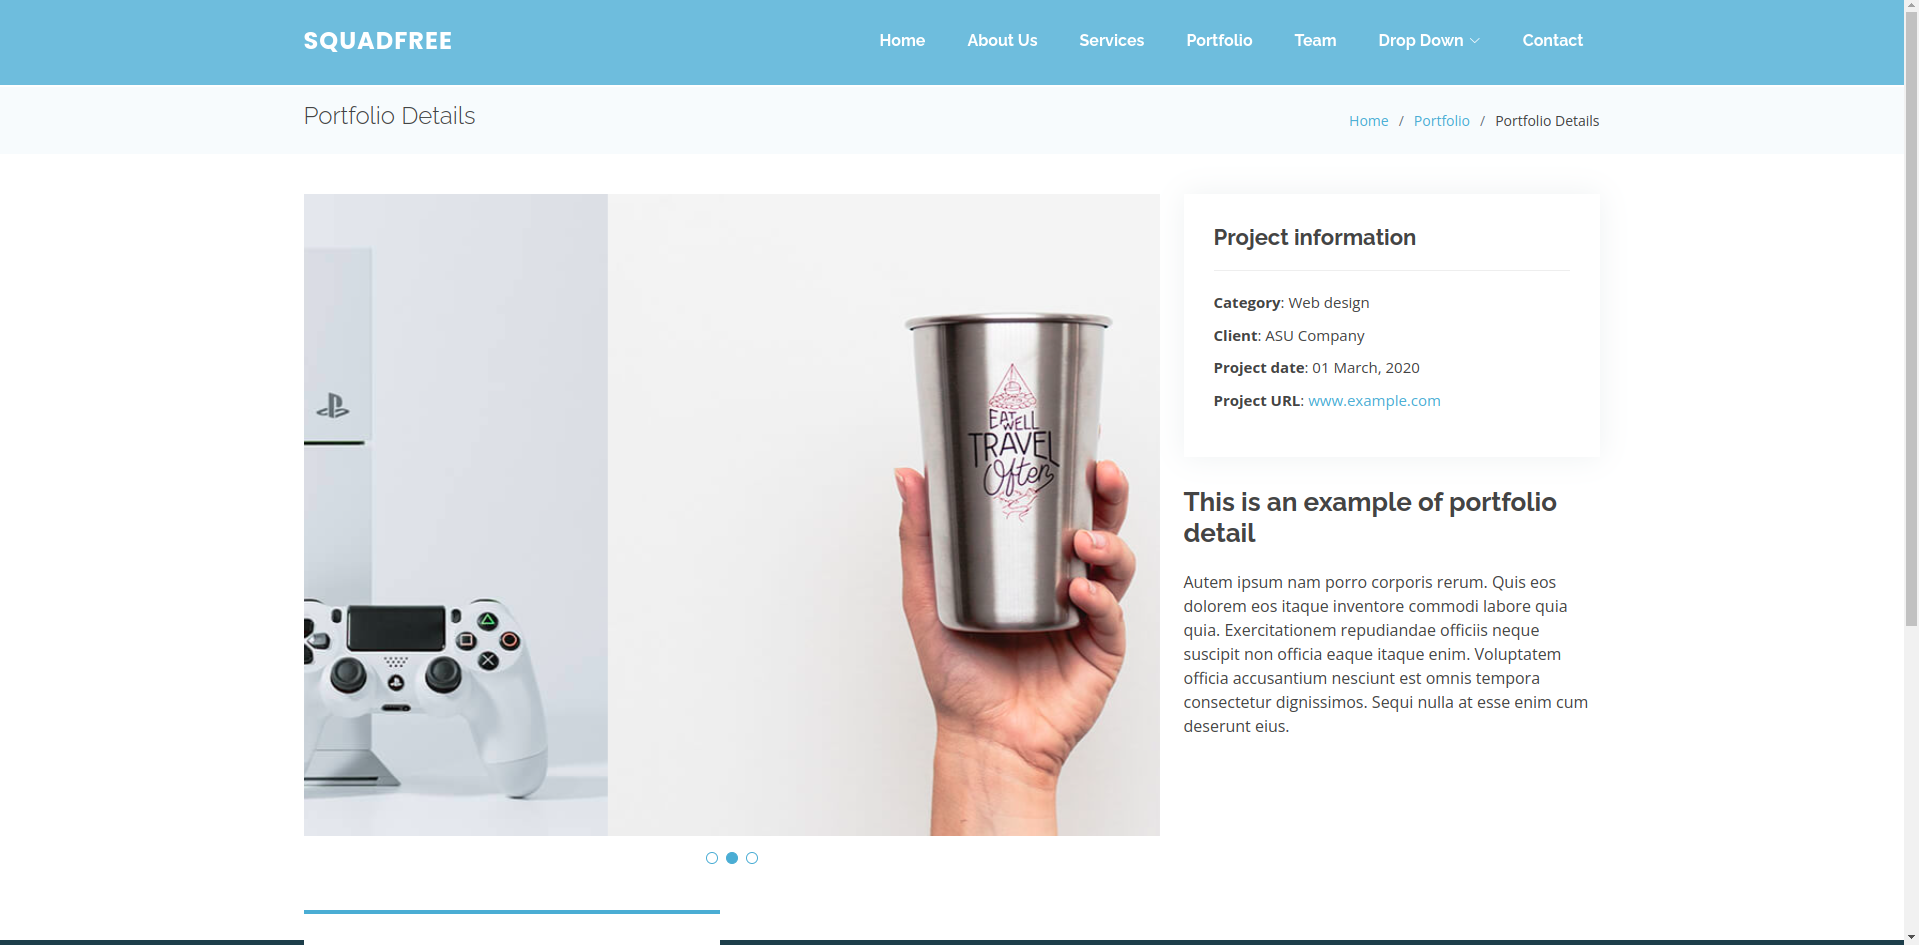 SQUADFREE
Home About Us Services Portfolio Team Drop Down Contact
Portfolio Details
Home / Portfolio / Portfolio Details
EAT
WELL
TRAVEL
Often
Project information
Category: Web design
Client: ASU Company
Project date: 01 March, 2020
Project URL: www.example.com
This is an example of portfolio
detail
Autem ipsum nam porro corporis rerum. Quis eos
dolorem eos itaque inventore commodi labore quia
quia. Exercitationem repudiandae officiis neque
suscipit non officia eaque itaque enim. Voluptatem
officia accusantium nesciunt est omnis tempora
consectetur dignissimos. Sequi nulla at esse enim cum
deserunt eius.